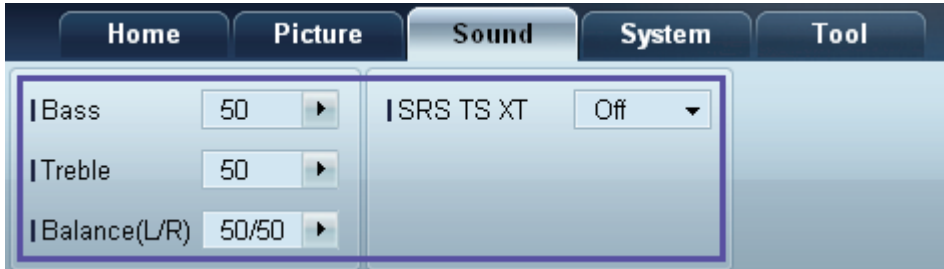 Home Picture Sound System Tool
Bass 50 SRS TS XT Off
Treble 50
Balance(L/R) 50/50